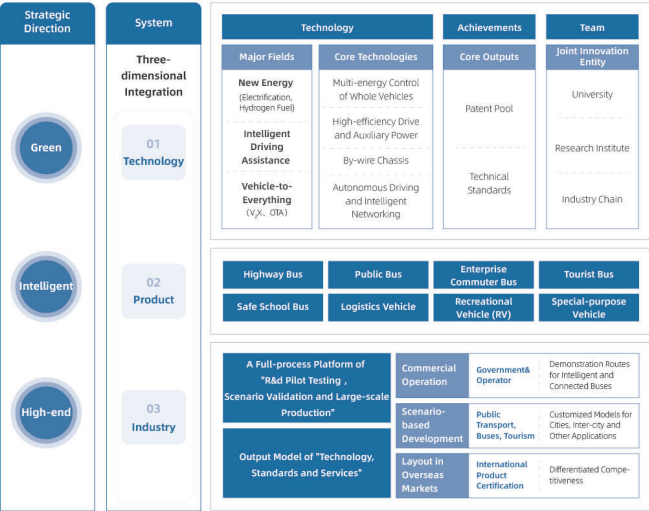 Strategic
Direction
Green
Intelligent
High-end
System
Three-
dimensional
Integration
01
Technology
02
Product
03
Industry
Technology
Achievements
Team
Major Fields
Core Technologies
Core Outputs
Joint Innovation
Entity
New Energy
(Electrification,
Hydrogen Fuel)
Intelligent
Driving
Assistance
Vehicle-to-
Everything
(V₂X、OTA)
Multi-energy Control
of Whole Vehicles
High-efficiency Drive
and Auxiliary Power
By-wire Chassis
Autonomous Driving
and Intelligent
Networking
Patent Pool
Technical
Standards
University
Research Institute
Industry Chain
Highway Bus
Public Bus
Enterprise
Commuter Bus
Tourist Bus
Safe School Bus
Logistics Vehicle
Recreational
Vehicle (RV)
Special-purpose
Vehicle
A Full-process Platform of
"R&d Pilot Testing ,
Scenario Validation and Large-scale
Production"
Output Model of "Technology,
Standards and Services"
Commercial
Operation
Government&
Operator
Demonstration Routes
for Intelligent and
Connected Buses
Scenario-
based
Development
Public
Transport,
Buses, Tourism
Customized Models for
Cities, Inter-city and
Other Applications
Layout in
Overseas
Markets
International
Product
Certification
Differentiated Compe-
titiveness